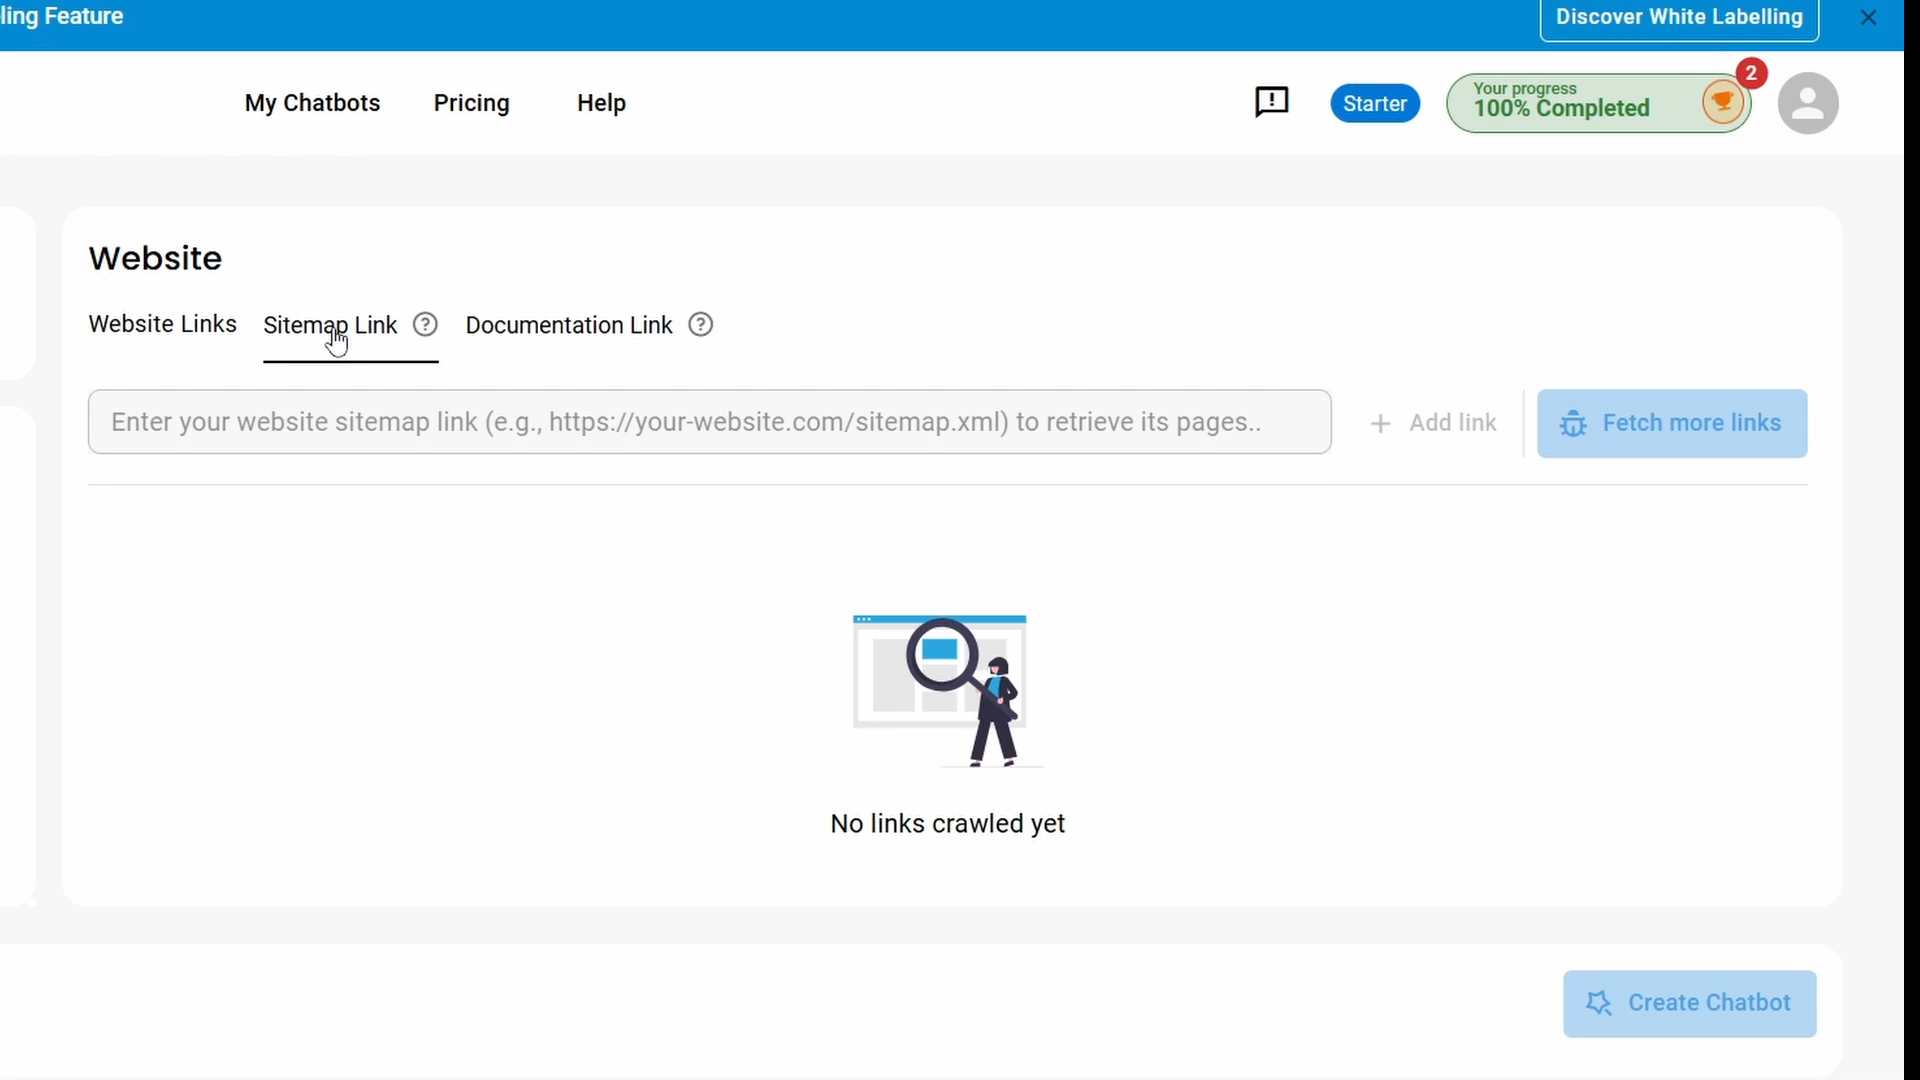 ling Feature
Discover White Labelling
My Chatbots Pricing Help
Starter
Your progress
100% Completed
2
Website
Website Links Sitemap Link ? Documentation Link ?
Enter your website sitemap link (e.g., https://your-website.com/sitemap.xml) to retrieve its pages..
+ Add link
Fetch more links
No links crawled yet
Create Chatbot